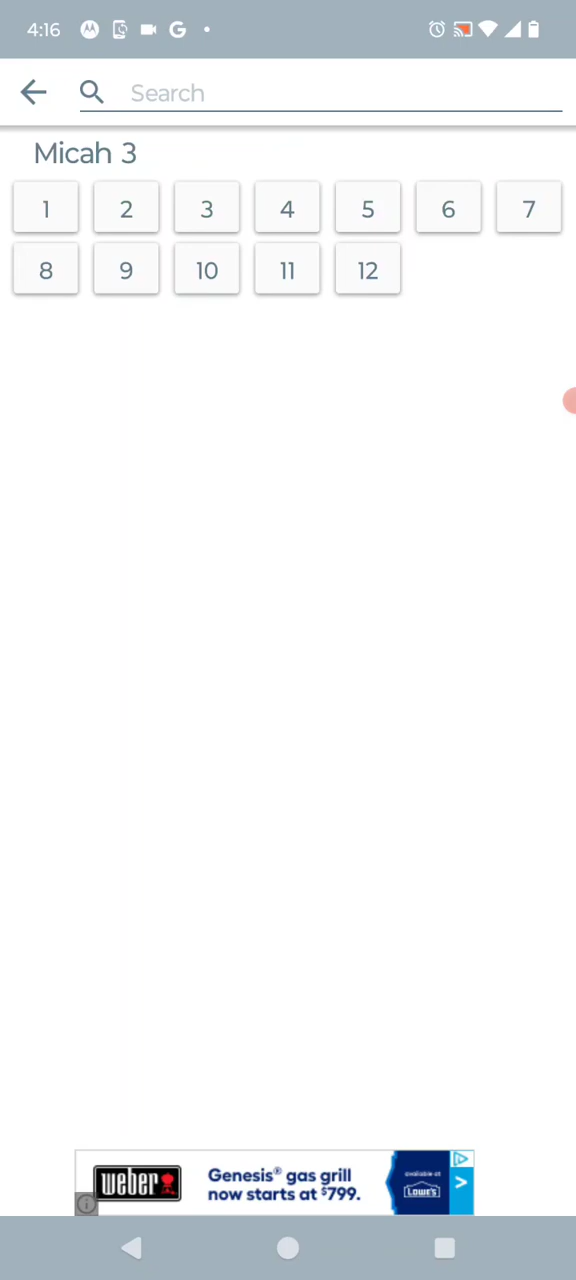 4:16
Search
Micah 3
1 2 3 4 5 6 7
8 9 10 11 12
weber
Genesis® gas grill
now starts at $799.
available at
LOWE'S